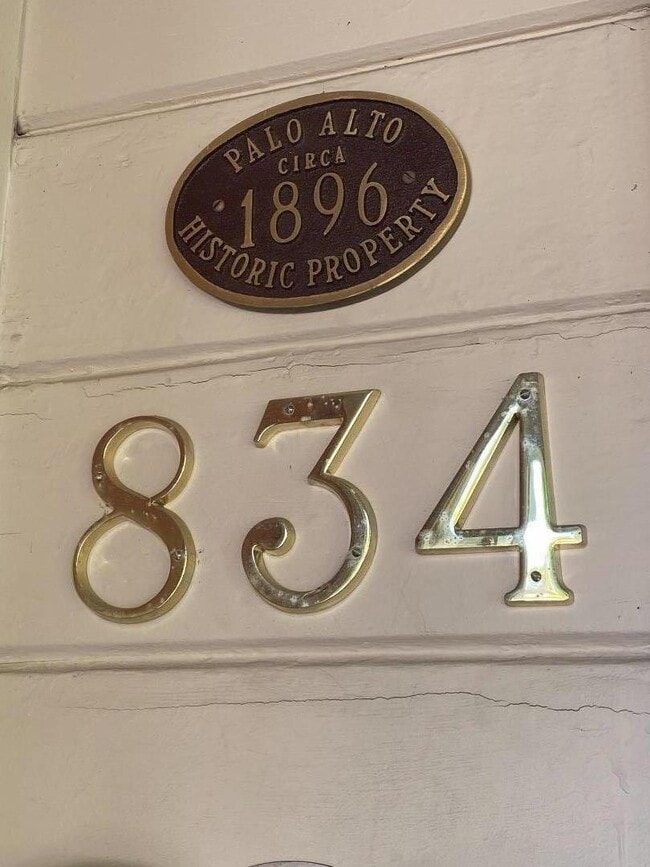 PALO ALTO
CIRCA
1896
HISTORIC PROPERTY
834